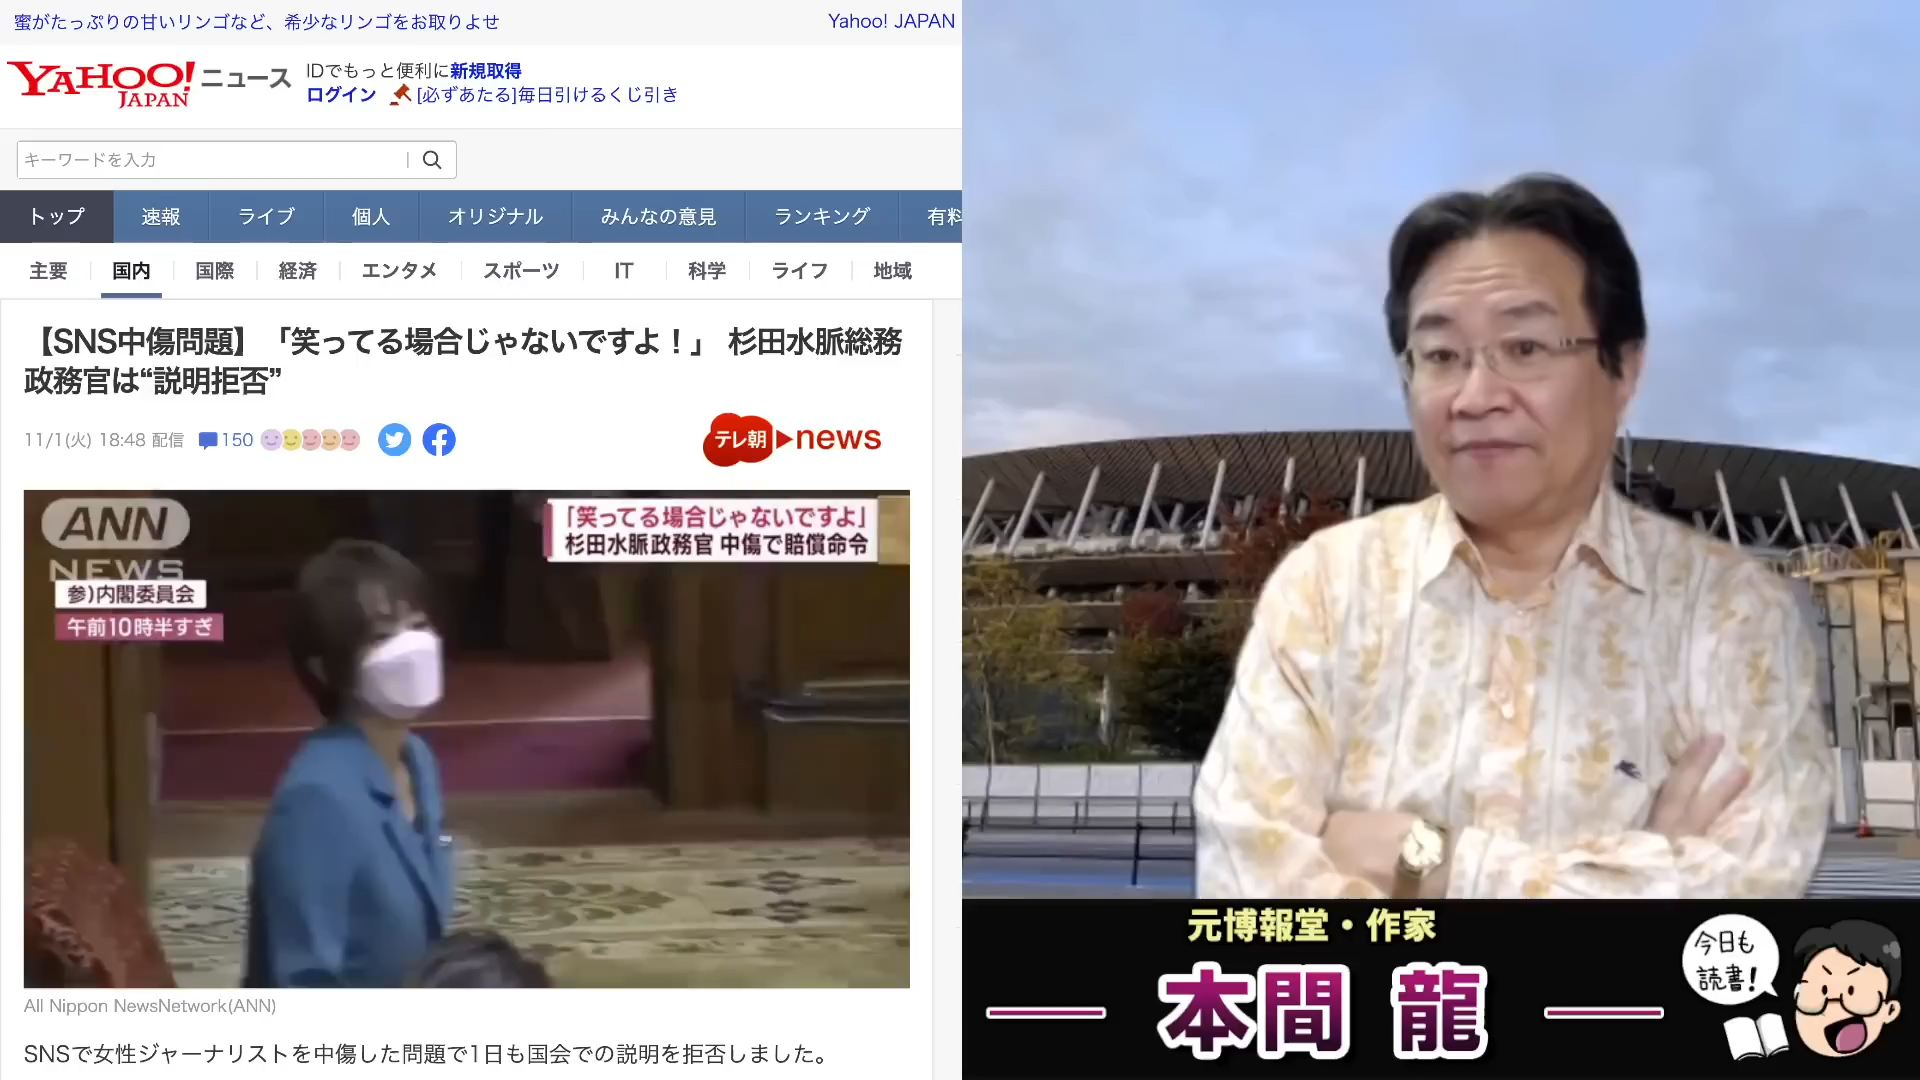 蜜がたっぷりの甘いリンゴなど、希少なリンゴをお取りよせ
Yahoo! JAPAN
YAHOO! JAPAN ニュース
IDでもっと便利に新規取得
ログイン [必ずあたる]毎日引けるくじ引き
キーワードを入力
トップ 速報 ライブ 個人 オリジナル みんなの意見 ランキング 有料
主要 国内 国際 経済 エンタメ スポーツ IT 科学 ライフ 地域
【SNS中傷問題】「笑ってる場合じゃないですよ！」 杉田水脈総務
政務官は“説明拒否”
11/1(火) 18:48 配信 150
テレ朝 news
ANN
NEWS
参)内閣委員会
午前10時半すぎ
「笑ってる場合じゃないですよ」
杉田水脈政務官 中傷で賠償命令
All Nippon NewsNetwork(ANN)
SNSで女性ジャーナリストを中傷した問題で1日も国会での説明を拒否しました。
元博報堂・作家
本間 龍
今日も
読書!